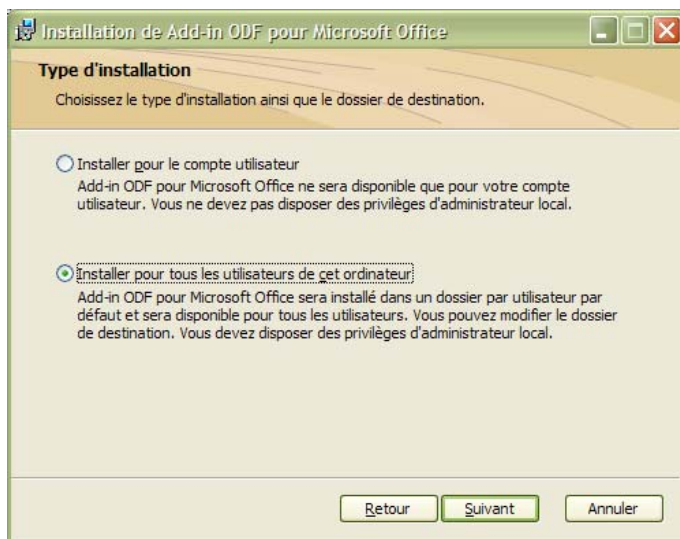 Installation de Add-in ODF pour Microsoft Office
Type d'installation
Choisissez le type d'installation ainsi que le dossier de destination.
Installer pour le compte utilisateur
Add-in ODF pour Microsoft Office ne sera disponible que pour votre compte
utilisateur. Vous ne devez pas disposer des privilèges d'administrateur local.
Installer pour tous les utilisateurs de cet ordinateur
Add-in ODF pour Microsoft Office sera installé dans un dossier par utilisateur par
défaut et sera disponible pour tous les utilisateurs. Vous pouvez modifier le dossier
de destination. Vous devez disposer des privilèges d'administrateur local.
Retour Suivant Annuler